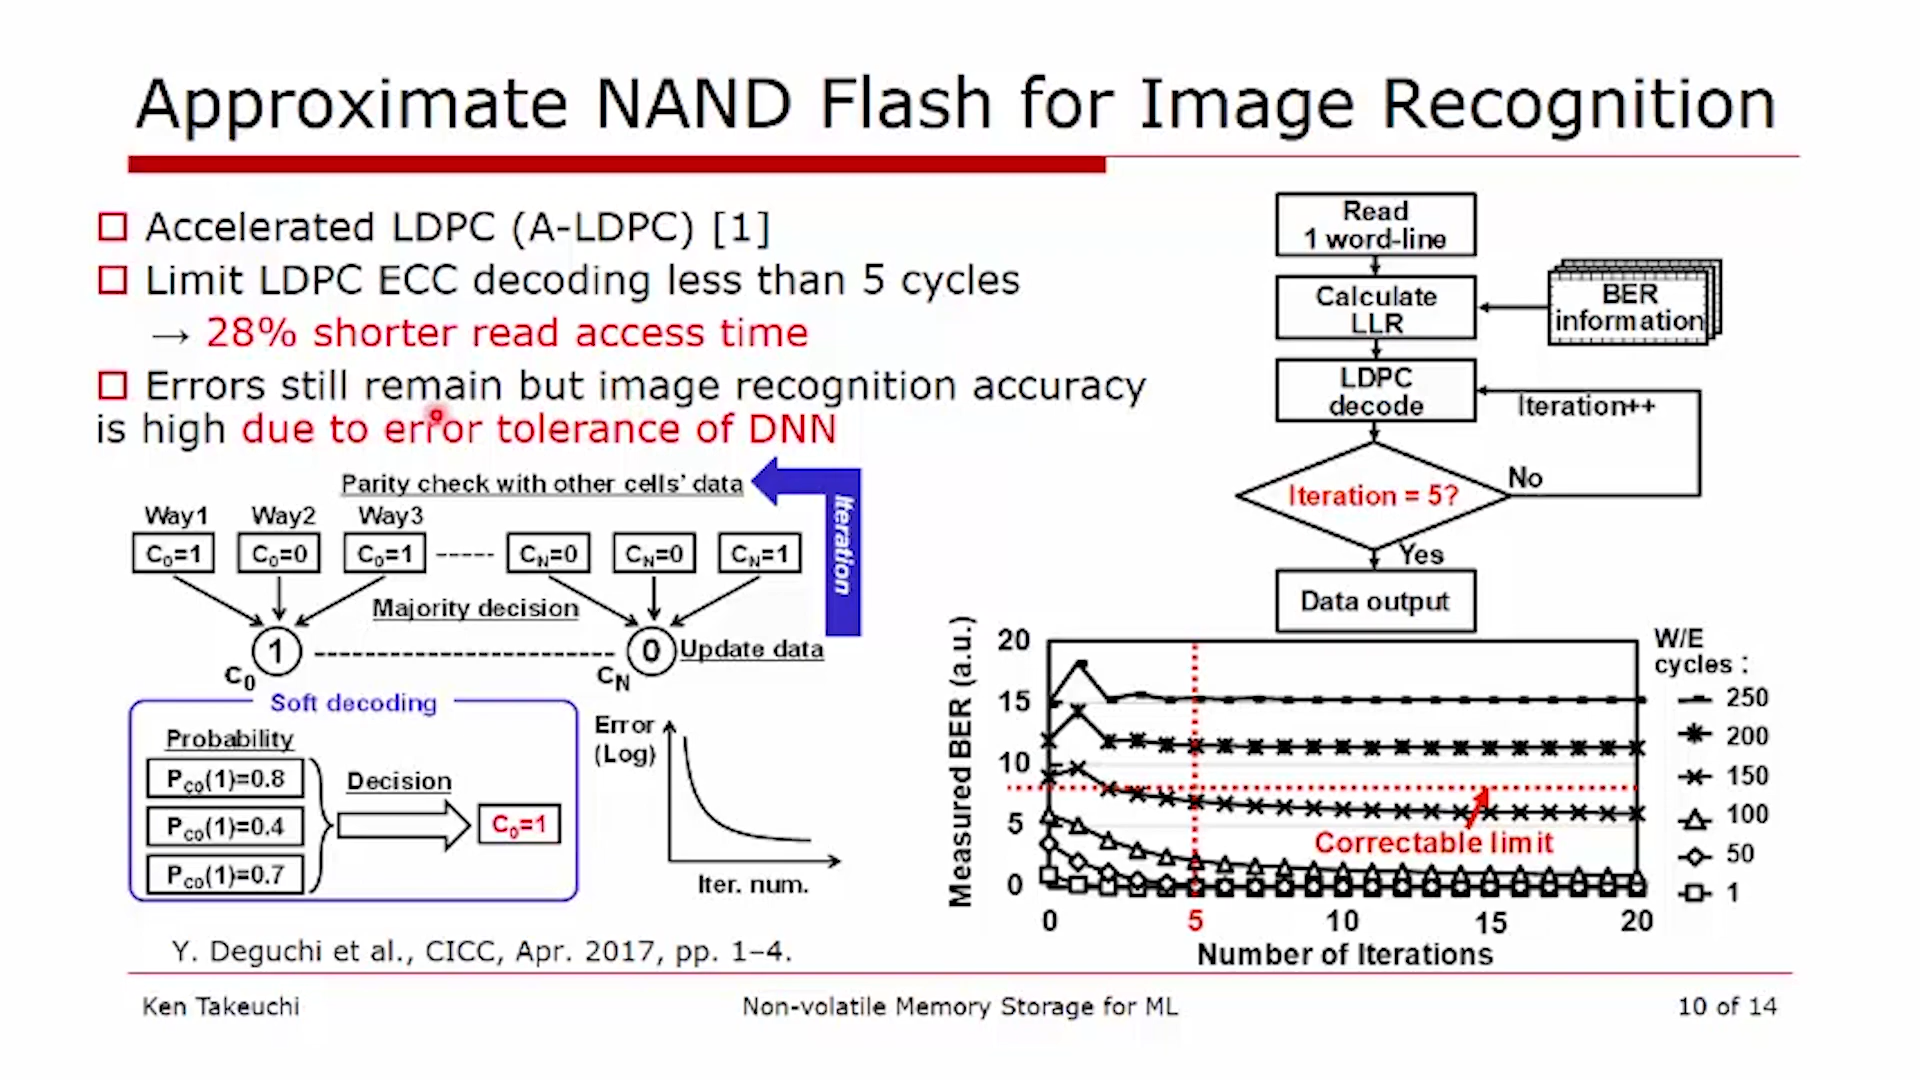 Approximate NAND Flash for Image Recognition
Accelerated LDPC (A-LDPC) [1]
Limit LDPC ECC decoding less than 5 cycles
→ 28% shorter read access time
Errors still remain but image recognition accuracy
is high due to error tolerance of DNN
Parity check with other cells' data
Iteration
Way1 Way2 Way3
C0=1 C0=0 C0=1 ----- CN=0 CN=0 CN=1
Majority decision
1 0 Update data
C0 CN
Soft decoding
Probability
PC0(1)=0.8
PC0(1)=0.4
PC0(1)=0.7
Decision
C0=1
Error
(Log)
Iter. num.
Y. Deguchi et al., CICC, Apr. 2017, pp. 1–4.
Read
1 word-line
Calculate
LLR
BER
information
LDPC
decode
Iteration++
Iteration = 5?
No
Yes
Data output
Measured BER (a.u.)
20
15
10
5
0
0 5 10 15 20
Number of Iterations
Correctable limit
W/E
cycles :
250
200
150
100
50
1
Ken Takeuchi
Non-volatile Memory Storage for ML
10 of 14